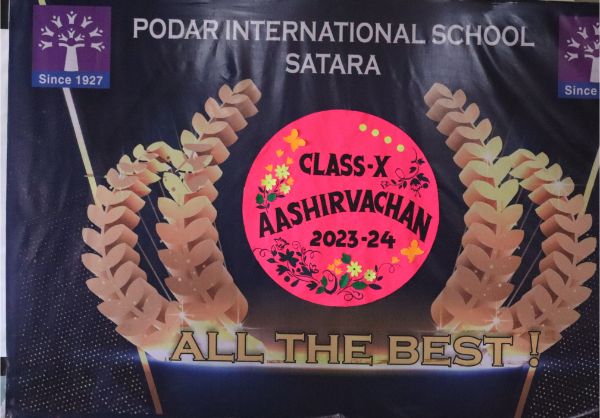 PODAR INTERNATIONAL SCHOOL
SATARA
Since 1927
Since
CLASS-X
AASHIRVACHAN
2023-24
ALL THE BEST !